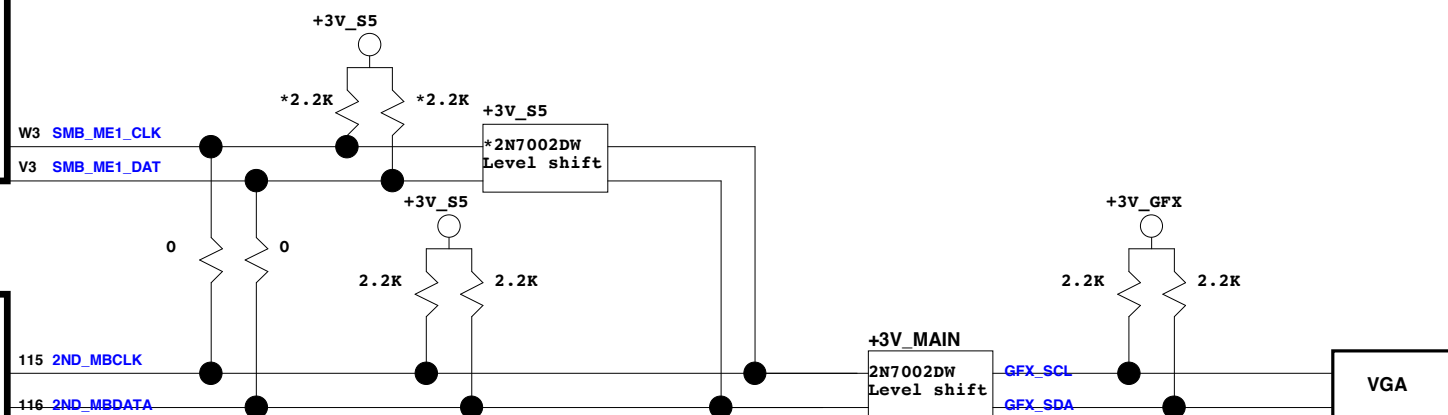 +3V_S5
*2.2K
*2.2K
+3V_S5
W3 SMB_ME1_CLK
*2N7002DW
Level shift
V3 SMB_ME1_DAT
+3V_S5
+3V_GFX
0
0
2.2K
2.2K
2.2K
2.2K
+3V_MAIN
115 2ND_MBCLK
2N7002DW
Level shift
GFX_SCL
VGA
116 2ND_MBDATA
GFX_SDA